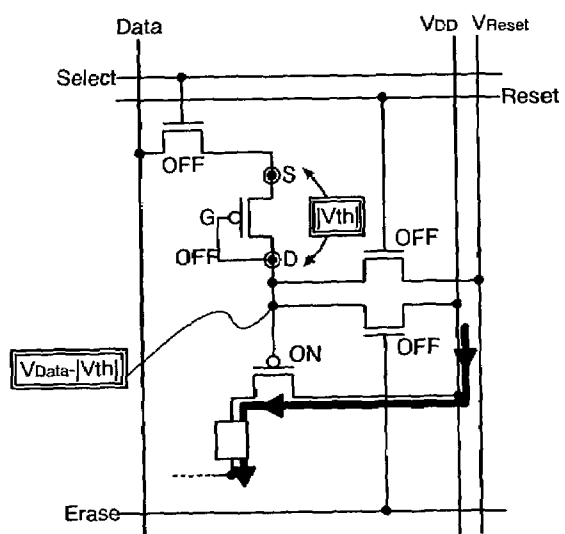 Data
VDD VReset
Select
Reset
OFF
S
G
|Vth|
OFF
OFF D
OFF
ON
VData-|Vth|
Erase